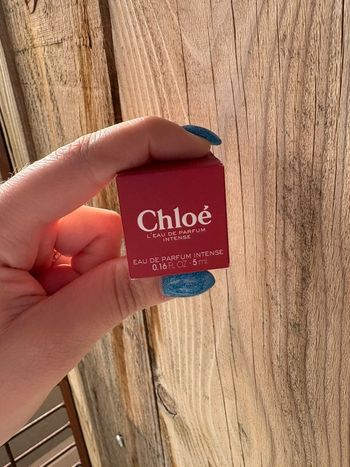 Chloé
L'EAU DE PARFUM
INTENSE
EAU DE PARFUM INTENSE
0.16 FL OZ - 5 ml